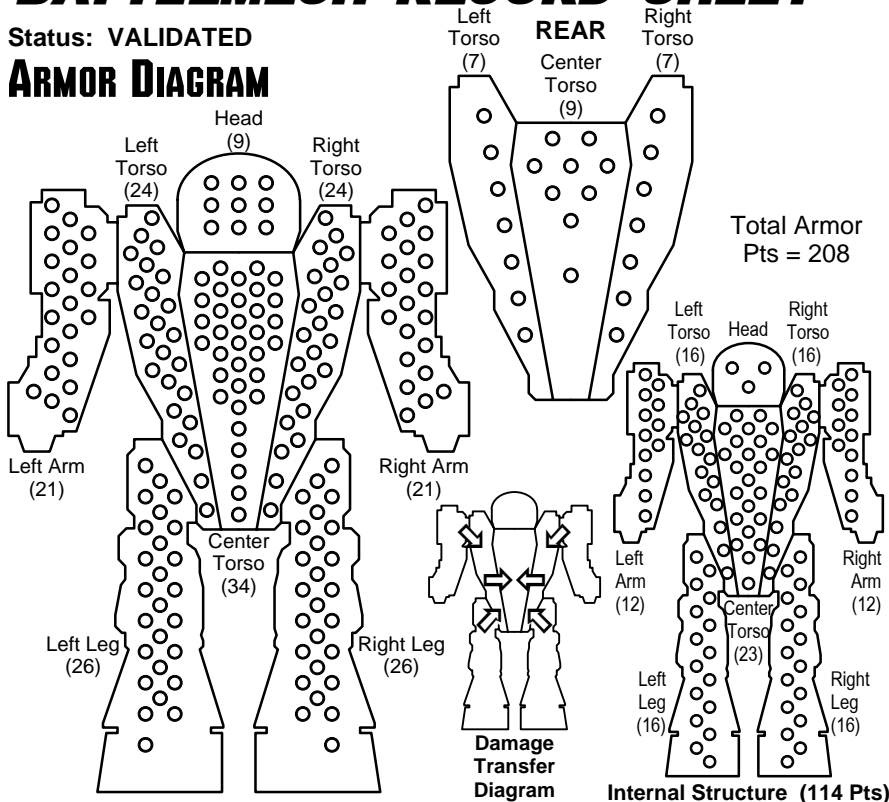 BATTLEMECH RECORD SHEET
Status: VALIDATED
ARMOR DIAGRAM
Head
(9)
Left
Torso
(24)
Right
Torso
(24)
Left Arm
(21)
Right Arm
(21)
Center
Torso
(34)
Left Leg
(26)
Right Leg
(26)
Left
Torso
(7)
REAR
Right
Torso
(7)
Center
Torso
(9)
Total Armor
Pts = 208
Left
Torso
(16)
Head
Right
Torso
(16)
Left
Arm
(12)
Right
Arm
(12)
Center
Torso
(23)
Left
Leg
(16)
Right
Leg
(16)
Damage
Transfer
Diagram
Internal Structure (114 Pts)